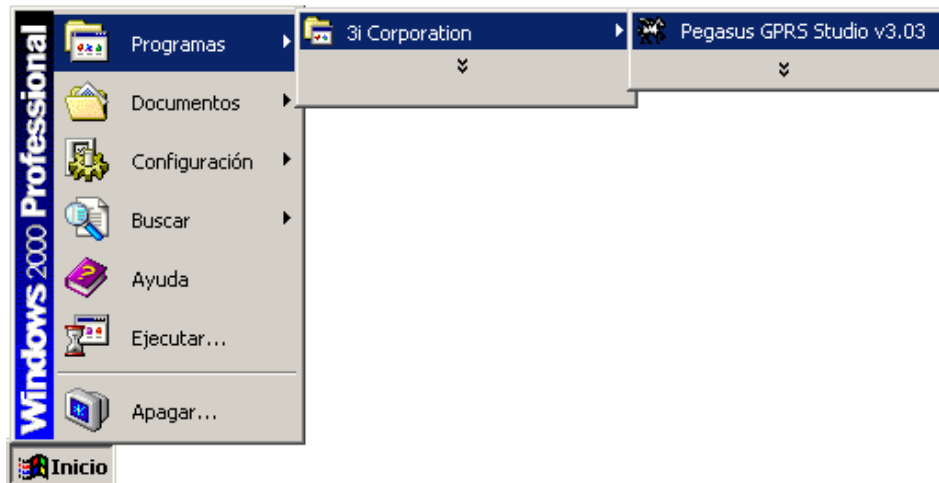 Windows 2000 Professional
Programas
3i Corporation
Pegasus GPRS Studio v3.03
Documentos
Configuración
Buscar
Ayuda
Ejecutar...
Apagar...
Inicio